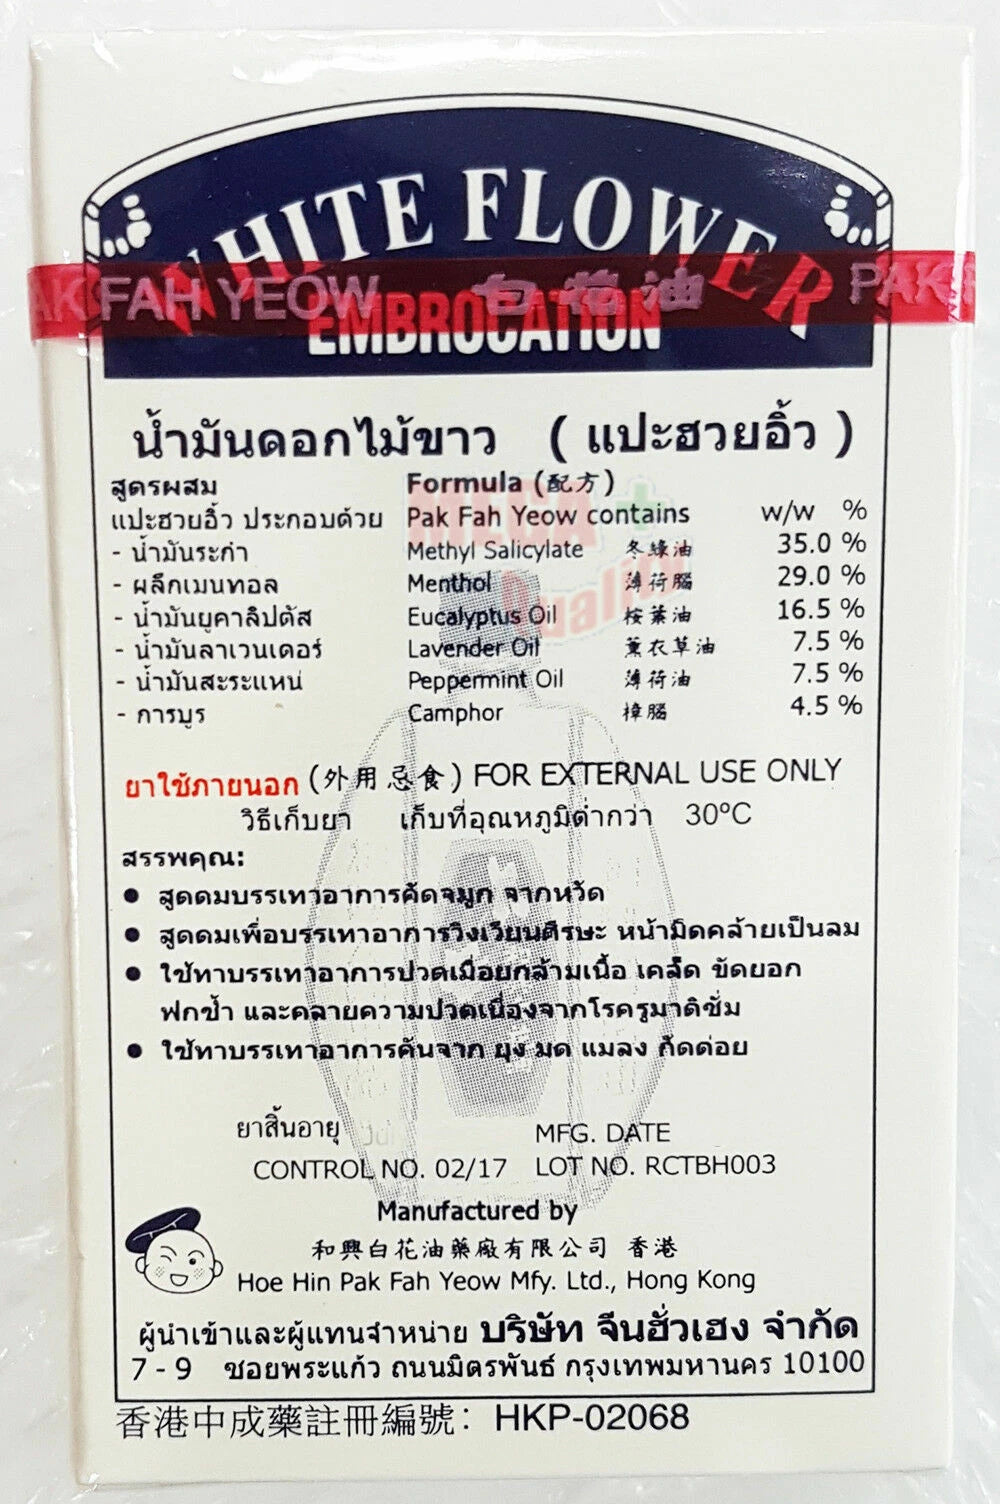 WHITE FLOWER
PAK FAH YEOW 白花油 PAK
EMBROCATION
น้ำมันดอกไม้ขาว ( แปะฮวยอิ้ว )
สูตรผสม Formula (配方)
แปะฮวยอิ้ว ประกอบด้วย Pak Fah Yeow contains w/w %
- น้ำมันระกำ Methyl Salicylate 冬綠油 35.0 %
- ผลึกเมนทอล Menthol 薄荷腦 29.0 %
- น้ำมันยูคาลิปตัส Eucalyptus Oil 桉葉油 16.5 %
- น้ำมันลาเวนเดอร์ Lavender Oil 薰衣草油 7.5 %
- น้ำมันสะระแหน่ Peppermint Oil 薄荷油 7.5 %
- การบูร Camphor 樟腦 4.5 %
MEGA +
Quality
ยาใช้ภายนอก (外用忌食) FOR EXTERNAL USE ONLY
วิธีเก็บยา เก็บที่อุณหภูมิต่ำกว่า 30°C
สรรพคุณ:
● สูดดมบรรเทาอาการคัดจมูก จากหวัด
● สูดดมเพื่อบรรเทาอาการวิงเวียนศีรษะ หน้ามืดคล้ายเป็นลม
● ใช้ทาบรรเทาอาการปวดเมื่อยกล้ามเนื้อ เคล็ด ขัดยอก
ฟกช้ำ และคลายความปวดเนื่องจากโรครูมาติซั่ม
● ใช้ทาบรรเทาอาการคันจาก ยุง มด แมลง กัดต่อย
ยาสิ้นอายุ MFG. DATE
CONTROL NO. 02/17 LOT NO. RCTBH003
Manufactured by
和興白花油藥廠有限公司 香港
Hoe Hin Pak Fah Yeow Mfy. Ltd., Hong Kong
ผู้นำเข้าและผู้แทนจำหน่าย บริษัท จีนฮั่วเฮง จำกัด
7 - 9 ซอยพระแก้ว ถนนมิตรพันธ์ กรุงเทพมหานคร 10100
香港中成藥註冊編號: HKP-02068